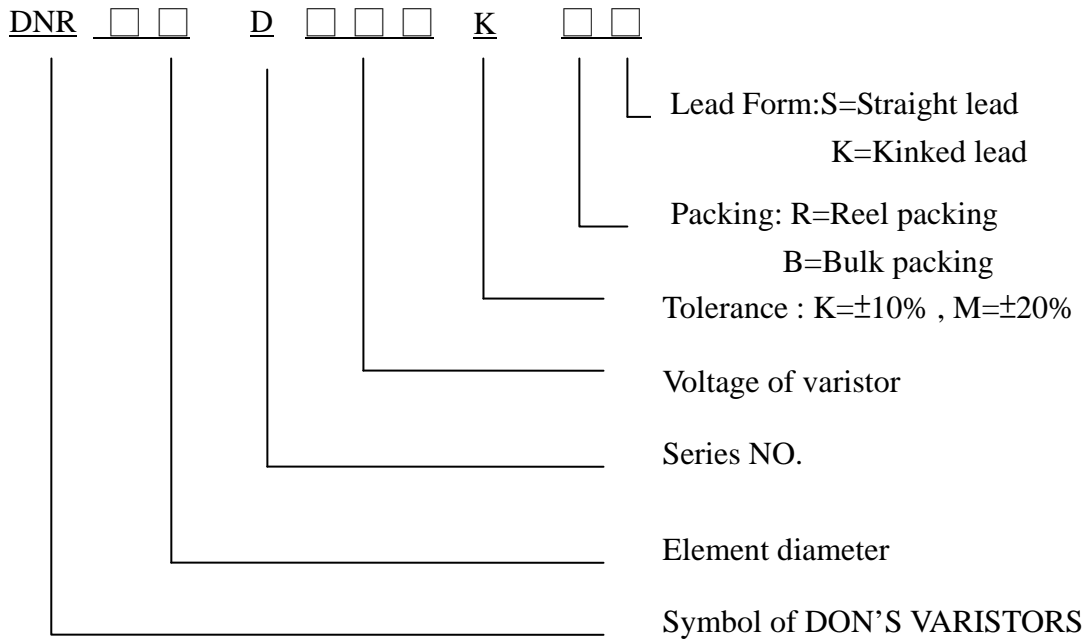 DNR □ □ D □ □ □ K □ □
Lead Form:S=Straight lead
K=Kinked lead
Packing: R=Reel packing
B=Bulk packing
Tolerance : K=±10% , M=±20%
Voltage of varistor
Series NO.
Element diameter
Symbol of DON'S VARISTORS